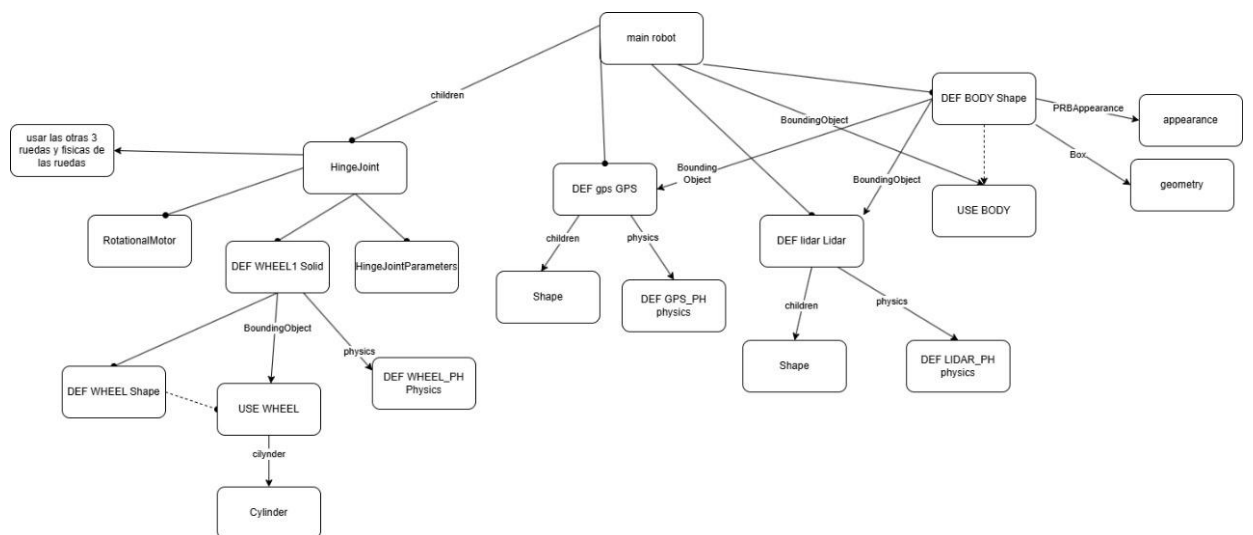 main robot
children
DEF BODY Shape
PRBAppearance
appearance
BoundingObject
usar las otras 3
ruedas y fisicas de
las ruedas
HingeJoint
Bounding
Object
Box
BoundingObject
geometry
DEF gps GPS
USE BODY
RotationalMotor
DEF lidar Lidar
children
physics
DEF WHEEL1 Solid
HingeJointParameters
Shape
DEF GPS_PH
physics
children
physics
BoundingObject
physics
Shape
DEF LIDAR_PH
physics
DEF WHEEL Shape
DEF WHEEL_PH
Physics
USE WHEEL
cilynder
Cylinder